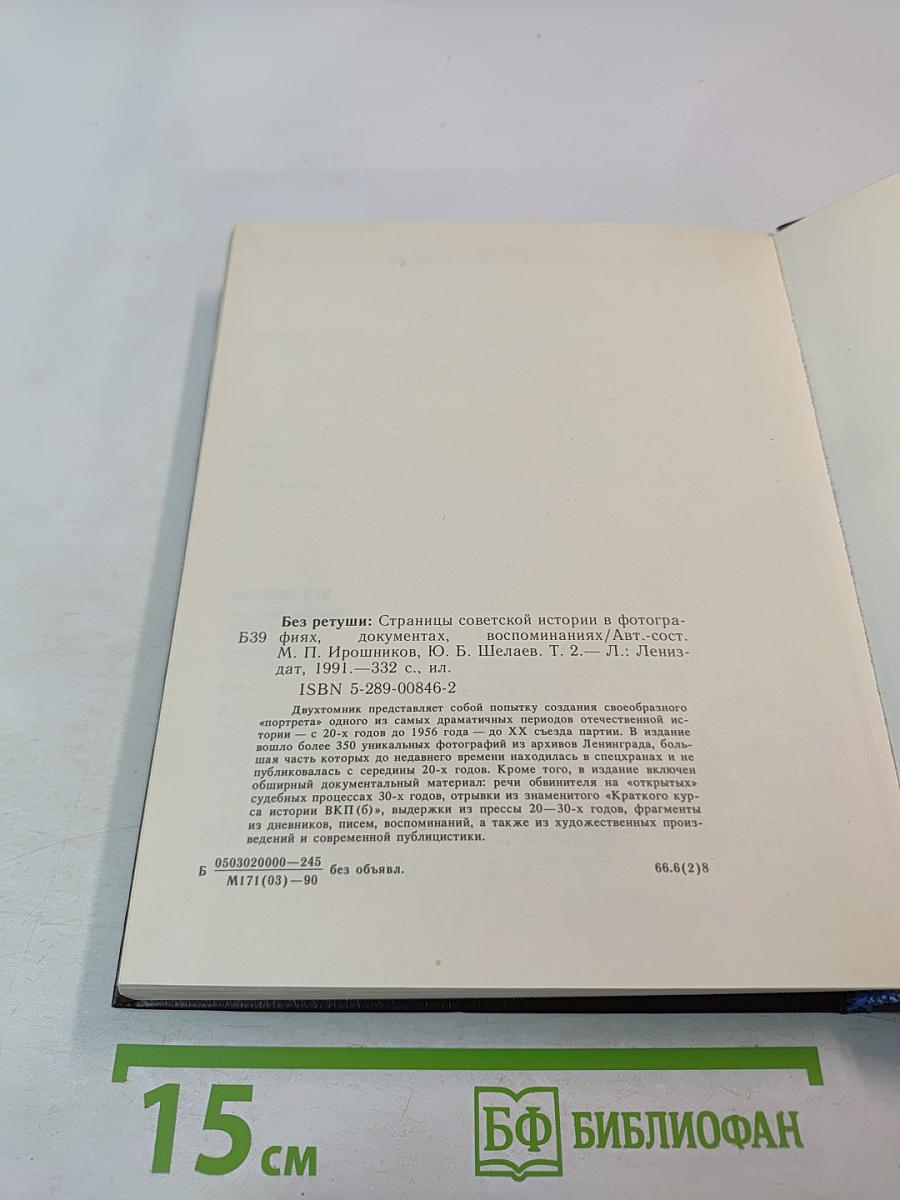 Без ретуши: Страницы советской истории в фотогра-
Б39 фиях, документах, воспоминаниях/Авт.-сост.
М. П. Ирошников, Ю. Б. Шелаев. Т. 2.— Л.: Лениз-
дат, 1991.—332 с., ил.
ISBN 5-289-00846-2
Двухтомник представляет собой попытку создания своеобразного
«портрета» одного из самых драматичных периодов отечественной ис-
тории — с 20-х годов до 1956 года — до XX съезда партии. В издание
вошло более 350 уникальных фотографий из архивов Ленинграда, боль-
шая часть которых до недавнего времени находилась в спецхранах и не
публиковалась с середины 20-х годов. Кроме того, в издание включен
обширный документальный материал: речи обвинителя на «открытых»
судебных процессах 30-х годов, отрывки из знаменитого «Краткого кур-
са истории ВКП(б)», выдержки из прессы 20—30-х годов, фрагменты
из дневников, писем, воспоминаний, а также из художественных произ-
ведений и современной публицистики.
Б 0503020000—245 без объявл. 66.6(2)8
М171(03)—90
15 см БФ БИБЛИОФАН